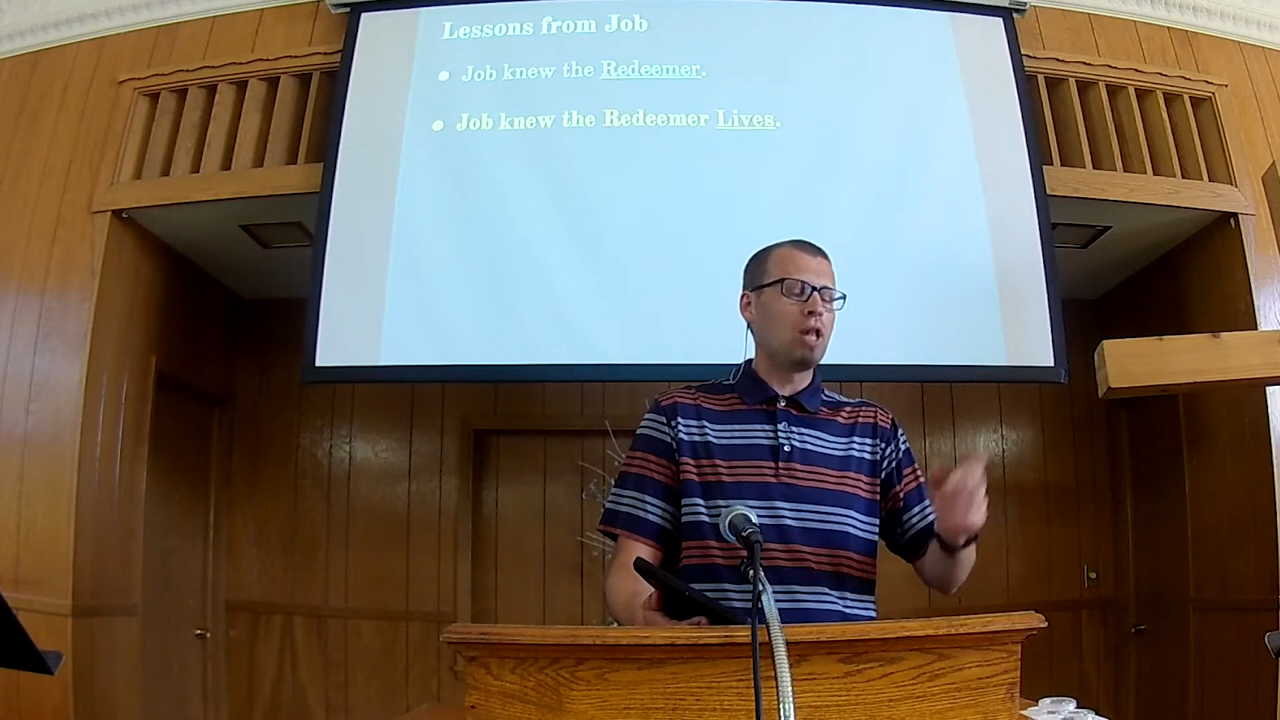 Lessons from Job
• Job knew the Redeemer.
• Job knew the Redeemer Lives.